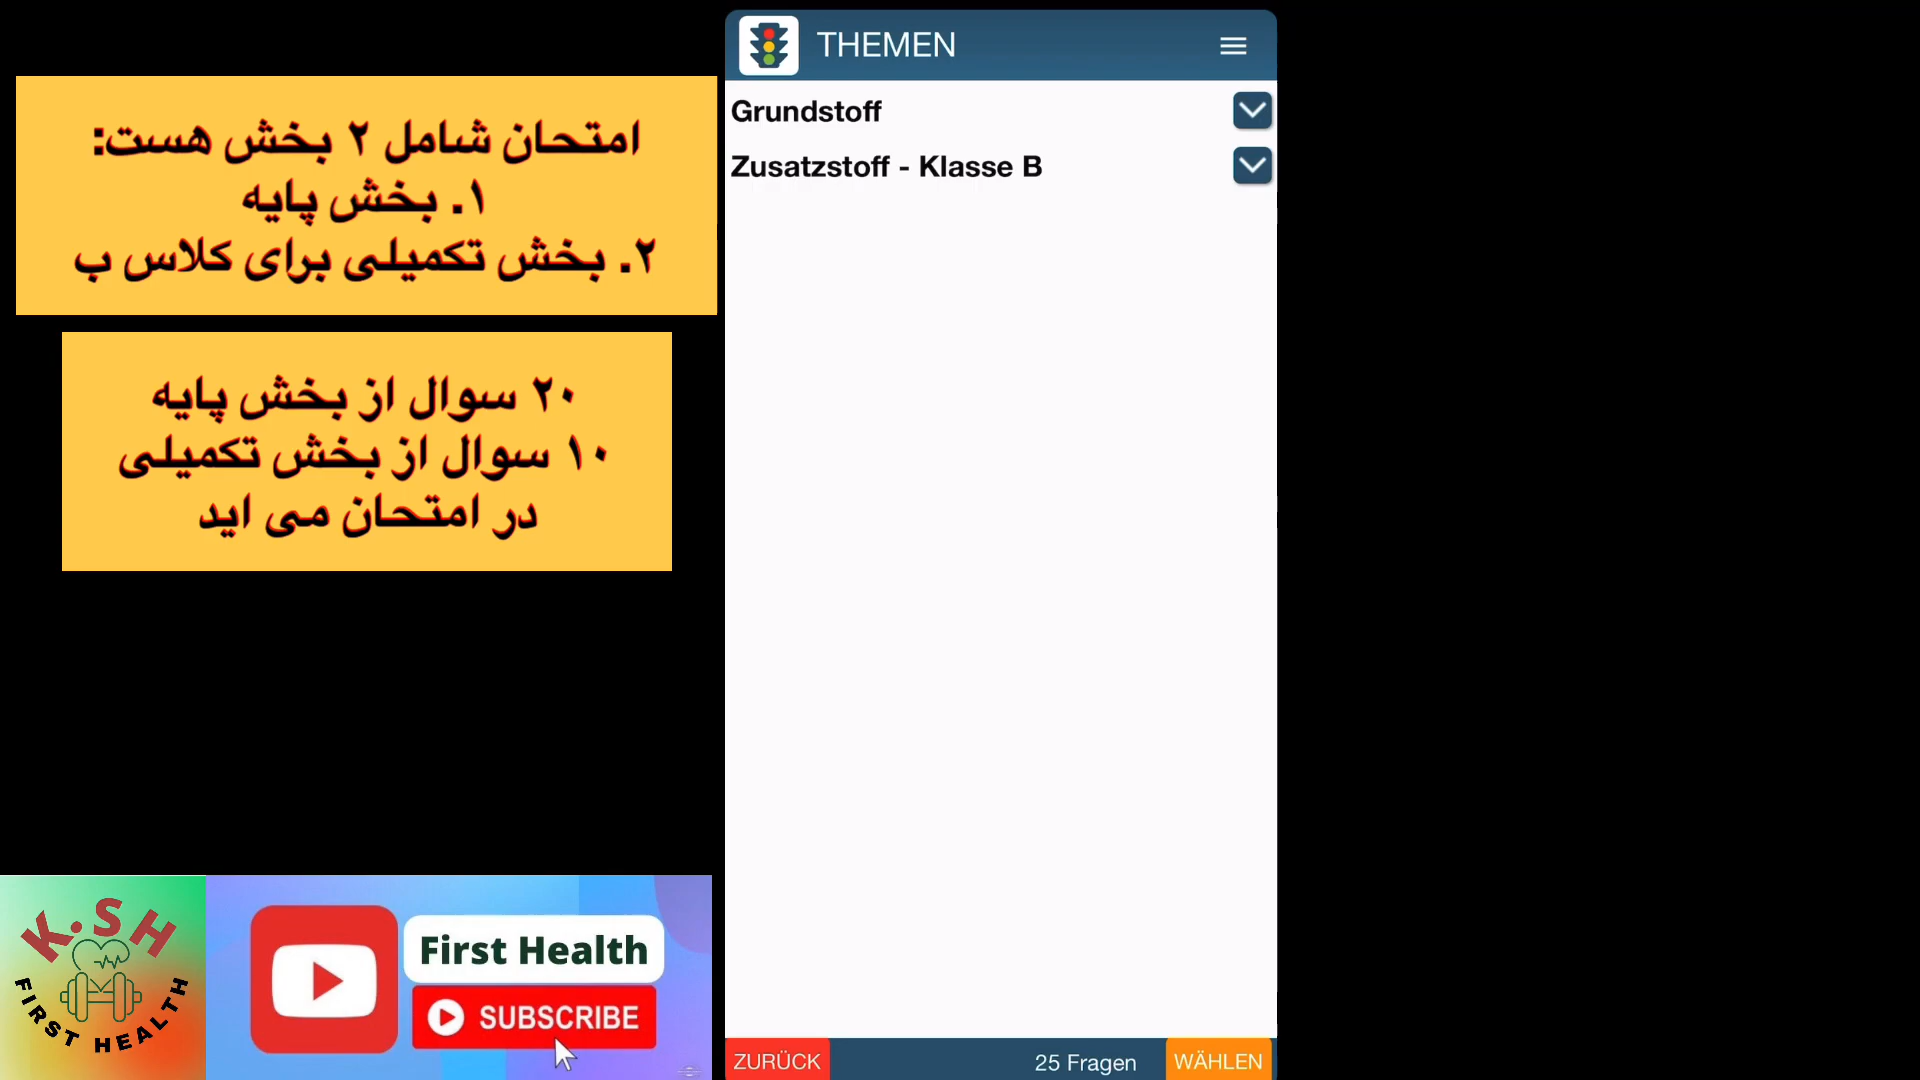 امتحان شامل ۲ بخش هست:
۱. بخش پایه
۲. بخش تکمیلی برای کلاس ب
۲۰ سوال از بخش پایه
۱۰ سوال از بخش تکمیلی
در امتحان می اید
THEMEN
Grundstoff
Zusatzstoff - Klasse B
ZURÜCK
25 Fragen
WÄHLEN
K.SH
FIRST HEALTH
First Health
SUBSCRIBE